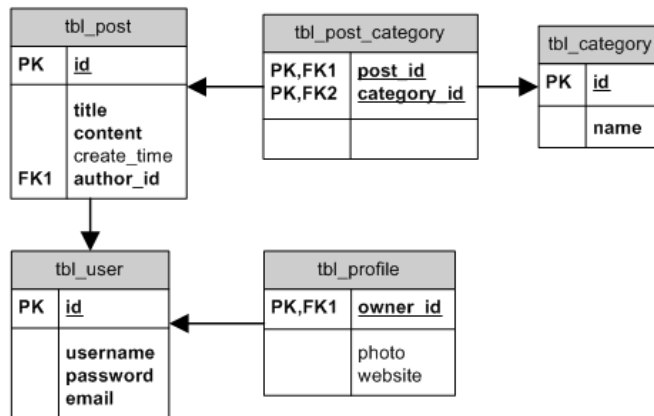 tbl_post
PK id
title
content
create_time
FK1 author_id
tbl_post_category
PK,FK1 post_id
PK,FK2 category_id
tbl_category
PK id
name
tbl_user
PK id
username
password
email
tbl_profile
PK,FK1 owner_id
photo
website